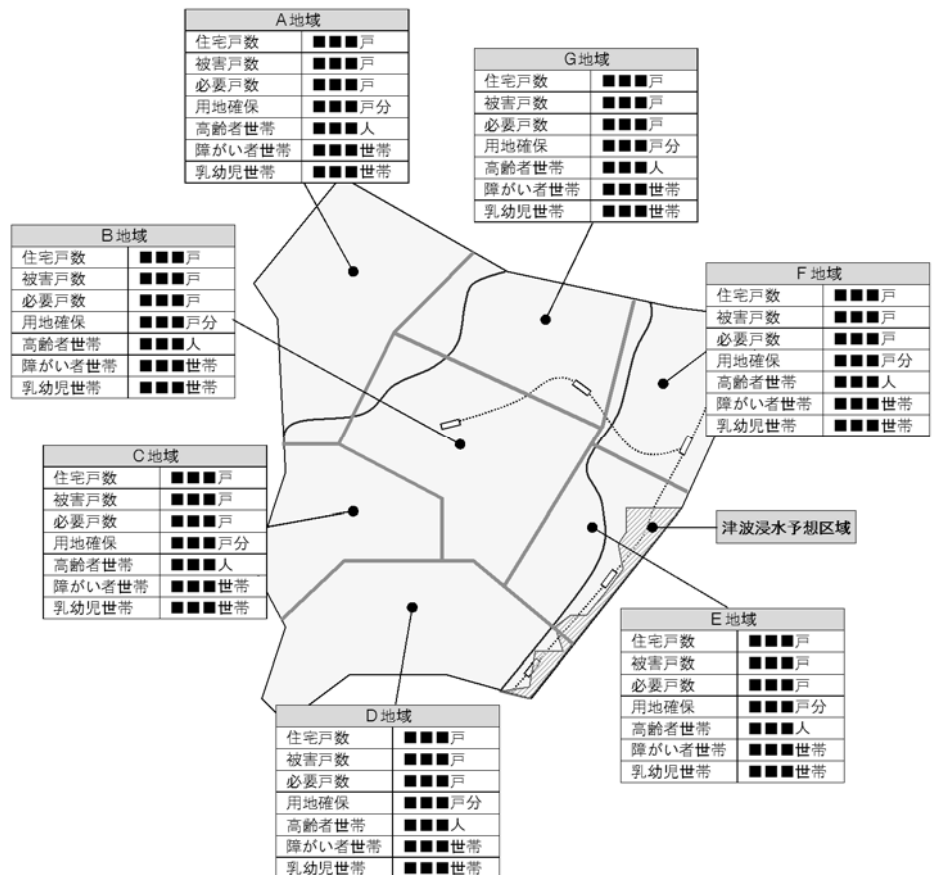 A地域
住宅戸数 ■■■戸
被害戸数 ■■■戸
必要戸数 ■■■戸
用地確保 ■■■戸分
高齢者世帯 ■■■人
障がい者世帯 ■■■世帯
乳幼児世帯 ■■■世帯
G地域
住宅戸数 ■■■戸
被害戸数 ■■■戸
必要戸数 ■■■戸
用地確保 ■■■戸分
高齢者世帯 ■■■人
障がい者世帯 ■■■世帯
乳幼児世帯 ■■■世帯
B地域
住宅戸数 ■■■戸
被害戸数 ■■■戸
必要戸数 ■■■戸
用地確保 ■■■戸分
高齢者世帯 ■■■人
障がい者世帯 ■■■世帯
乳幼児世帯 ■■■世帯
F地域
住宅戸数 ■■■戸
被害戸数 ■■■戸
必要戸数 ■■■戸
用地確保 ■■■戸分
高齢者世帯 ■■■人
障がい者世帯 ■■■世帯
乳幼児世帯 ■■■世帯
C地域
住宅戸数 ■■■戸
被害戸数 ■■■戸
必要戸数 ■■■戸
用地確保 ■■■戸分
高齢者世帯 ■■■人
障がい者世帯 ■■■世帯
乳幼児世帯 ■■■世帯
津波浸水予想区域
E地域
住宅戸数 ■■■戸
被害戸数 ■■■戸
必要戸数 ■■■戸
用地確保 ■■■戸分
高齢者世帯 ■■■人
障がい者世帯 ■■■世帯
乳幼児世帯 ■■■世帯
D地域
住宅戸数 ■■■戸
被害戸数 ■■■戸
必要戸数 ■■■戸
用地確保 ■■■戸分
高齢者世帯 ■■■人
障がい者世帯 ■■■世帯
乳幼児世帯 ■■■世帯